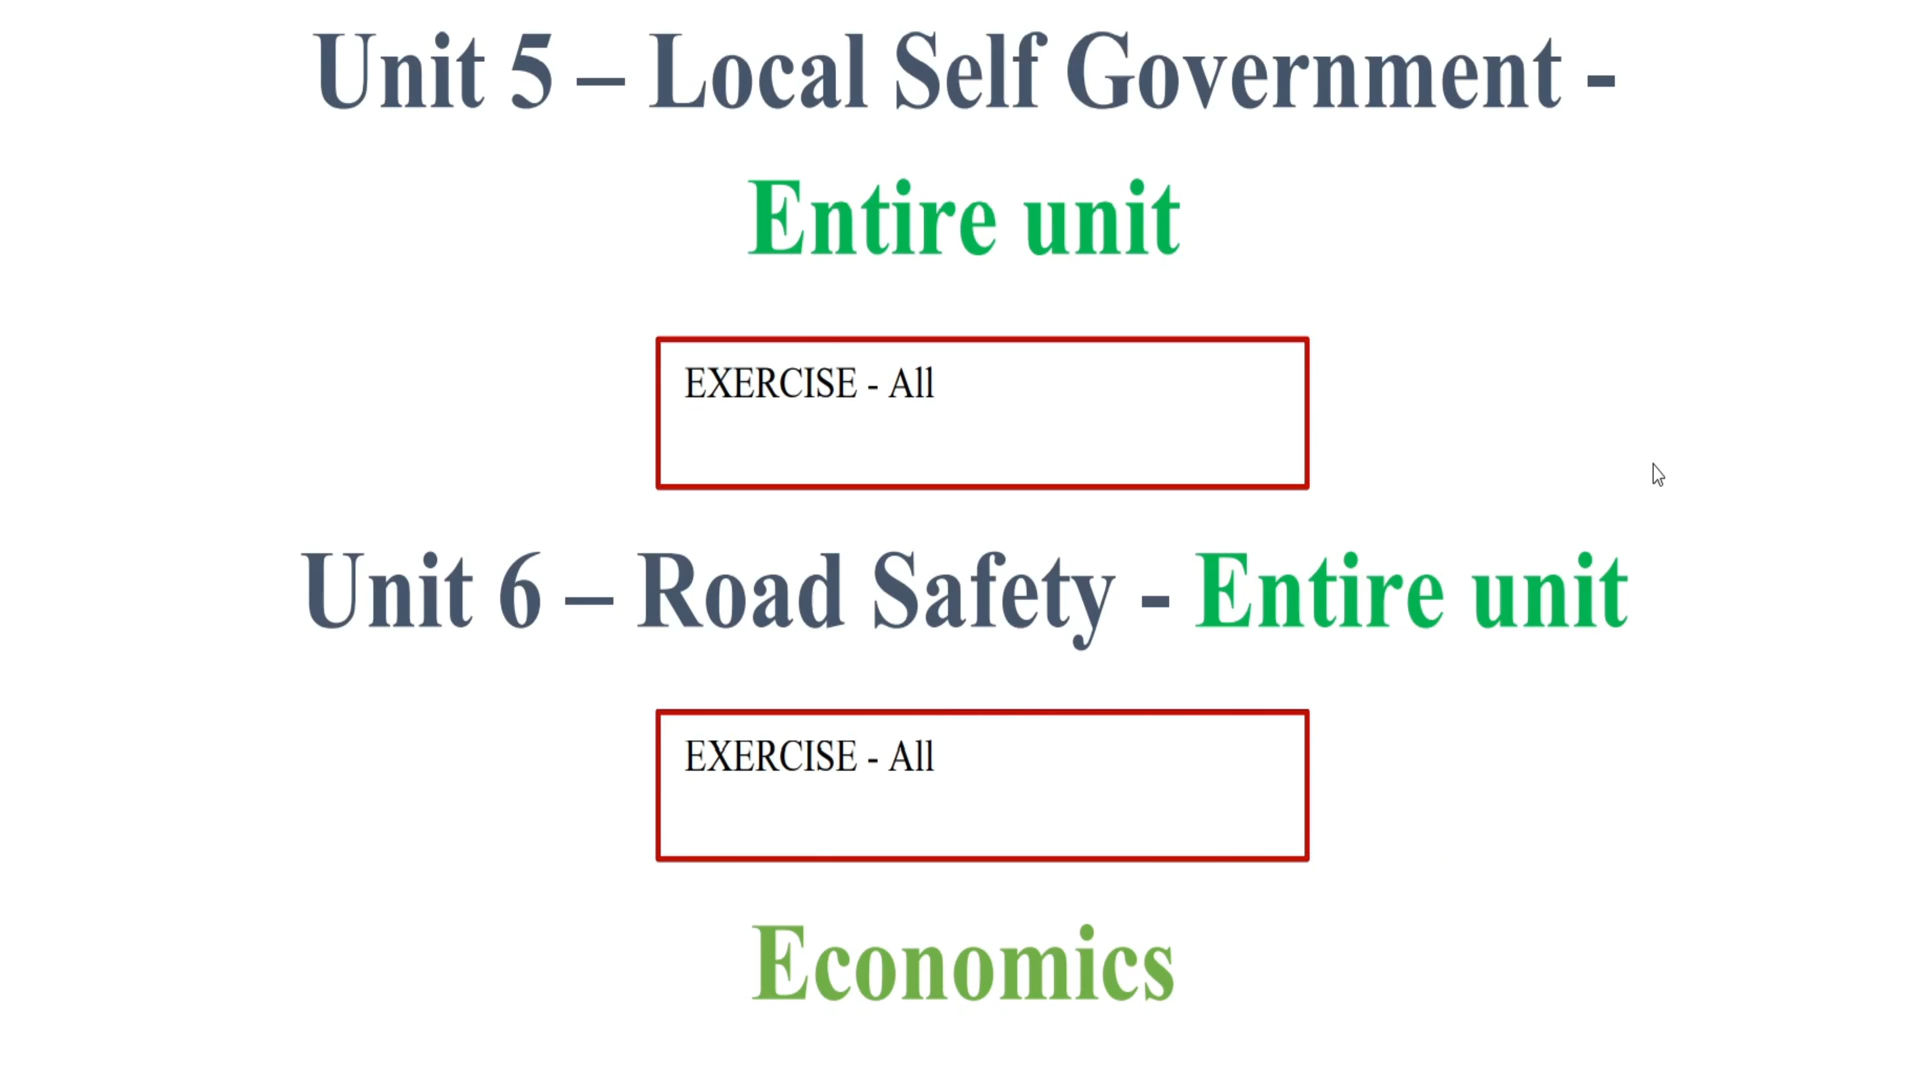 Unit 5 – Local Self Government -
Entire unit
EXERCISE - All
Unit 6 – Road Safety - Entire unit
EXERCISE - All
Economics